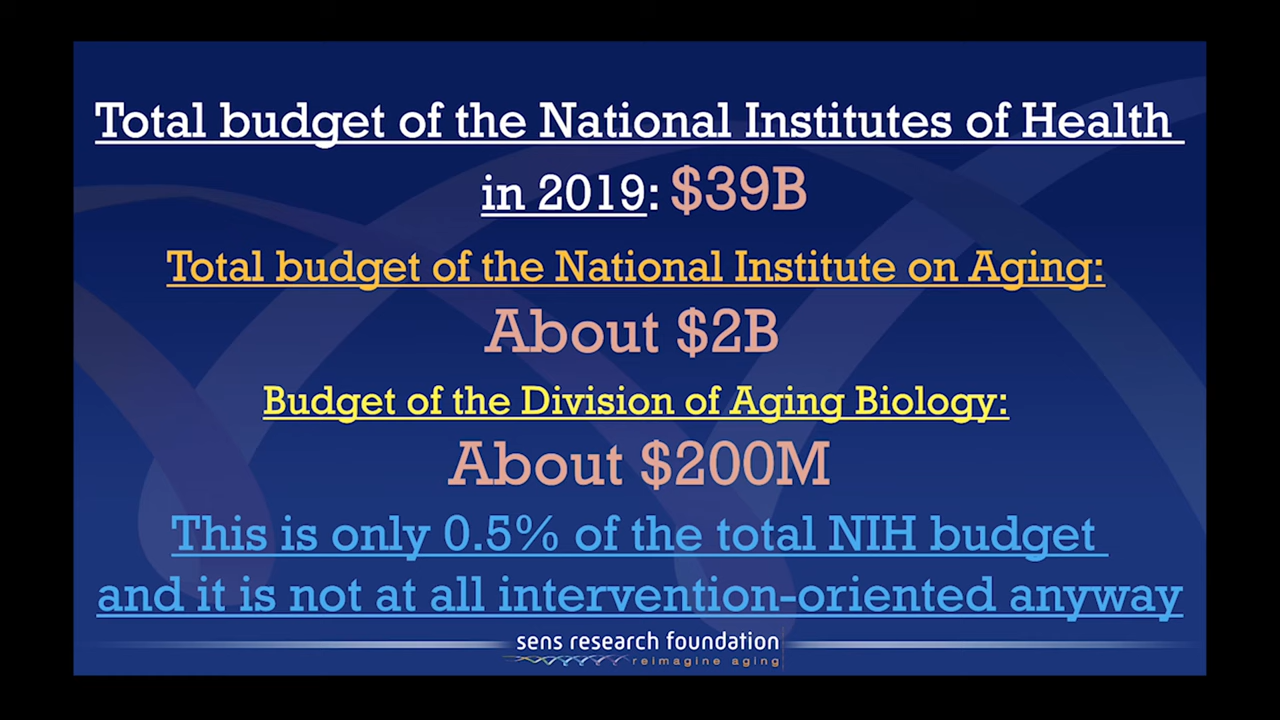 Total budget of the National Institutes of Health
in 2019: $39B
Total budget of the National Institute on Aging:
About $2B
Budget of the Division of Aging Biology:
About $200M
This is only 0.5% of the total NIH budget
and it is not at all intervention-oriented anyway
sens research foundation
reimagine aging